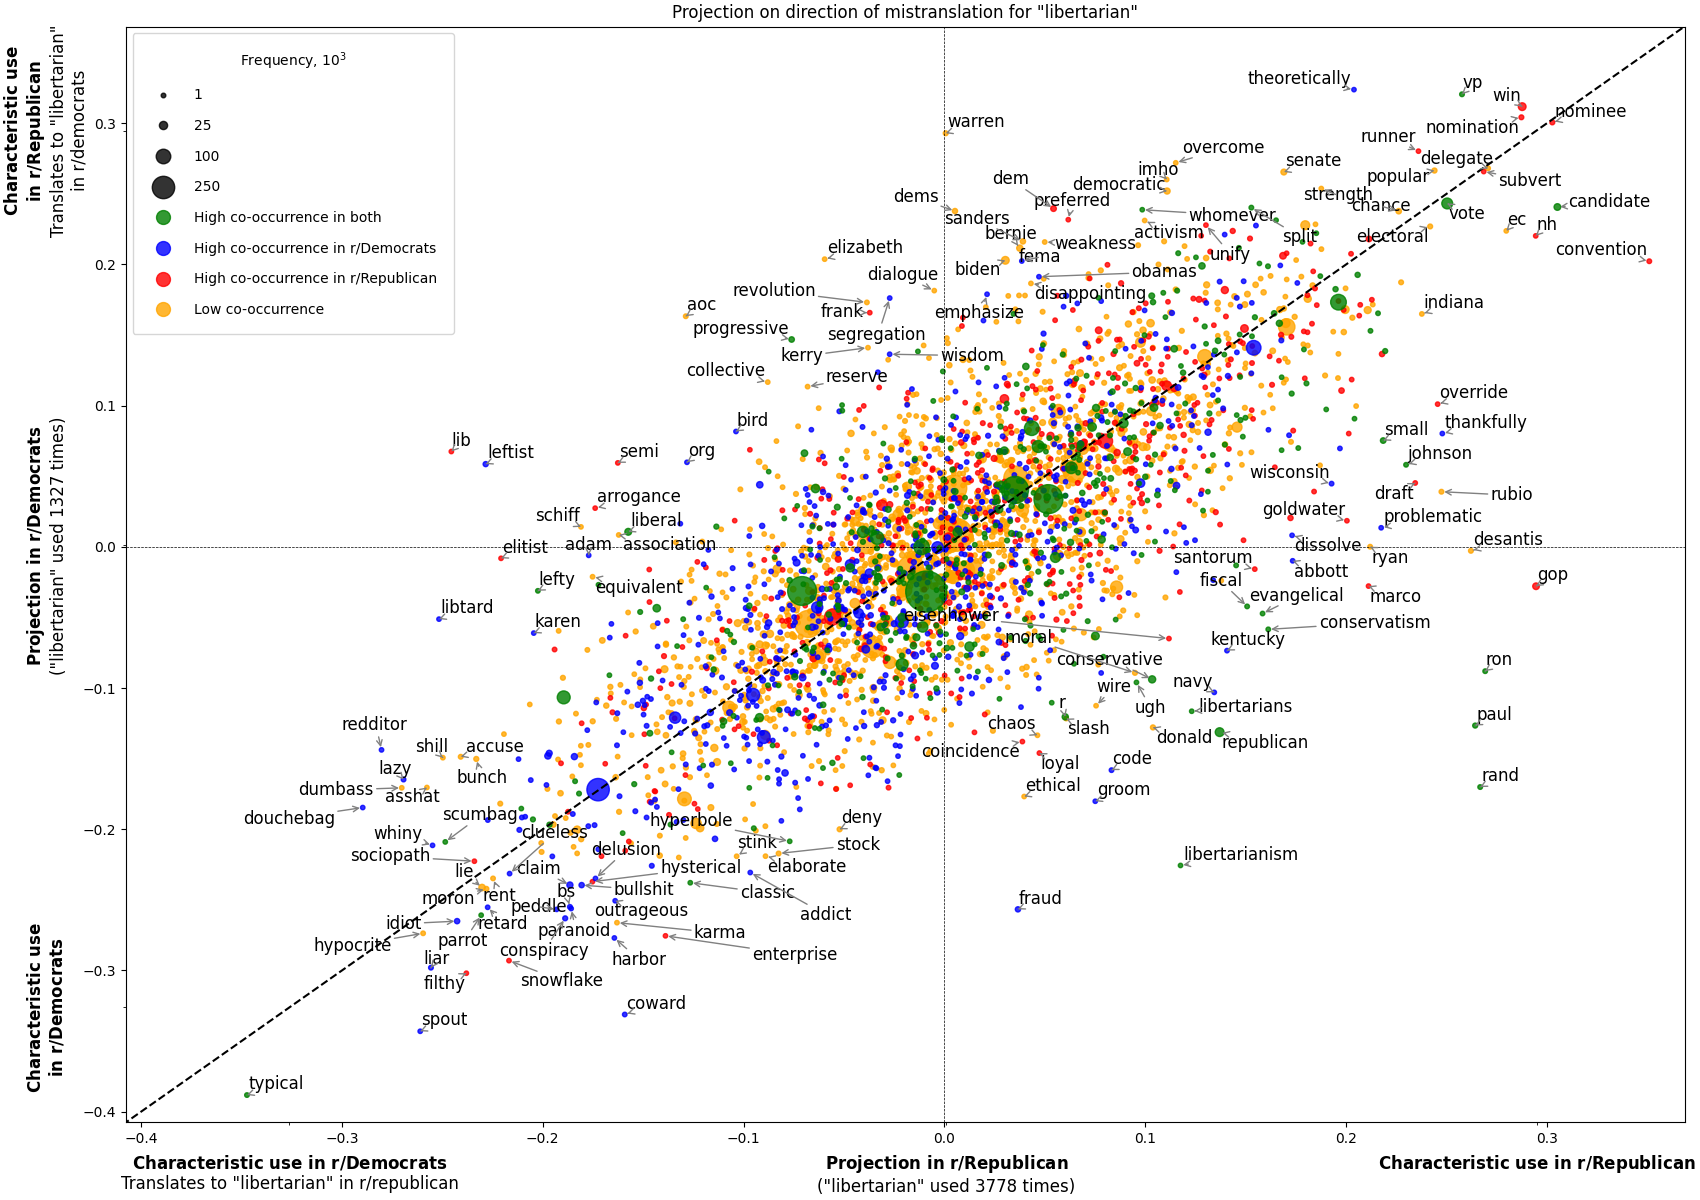 Projection on direction of mistranslation for "libertarian"
Characteristic use
in r/Republican
Translates to "libertarian"
in r/democrats
Projection in r/Democrats
("libertarian" used 1327 times)
Characteristic use
in r/Democrats
Frequency, 10^3
1
25
100
250
High co-occurrence in both
High co-occurrence in r/Democrats
High co-occurrence in r/Republican
Low co-occurrence
0.3
0.2
0.1
0.0
−0.1
−0.2
−0.3
−0.4
theoretically
vp
win
nominee
nomination
warren
runner
overcome
delegate
imho
senate
popular
subvert
dem
democratic
strength
dems
preferred
chance
candidate
sanders
whomever
vote
ec
nh
bernie
activism
split
electoral
elizabeth
weakness
unify
convention
biden
fema
dialogue
obamas
revolution
disappointing
aoc
frank
emphasize
indiana
progressive
segregation
kerry
wisdom
collective
reserve
override
bird
thankfully
small
lib
leftist
semi
org
johnson
wisconsin
arrogance
draft
rubio
schiff
liberal
goldwater
problematic
elitist
adam
association
dissolve
ryan
desantis
santorum
lefty
equivalent
fiscal
abbott
gop
evangelical
marco
libtard
karen
eisenhower
conservatism
moral
kentucky
conservative
ron
wire
navy
r
ugh
libertarians
redditor
chaos
slash
donald
paul
shill
accuse
coincidence
republican
lazy
bunch
loyal
code
rand
dumbass
asshat
ethical
groom
douchebag
scumbag
hyperbole
deny
whiny
clueless
stink
stock
sociopath
delusion
libertarianism
lie
claim
hysterical
elaborate
moron
rent
bs
bullshit
classic
fraud
peddle
outrageous
addict
idiot
retard
paranoid
karma
hypocrite
parrot
conspiracy
enterprise
liar
harbor
filthy
snowflake
coward
spout
typical
−0.4
−0.3
−0.2
−0.1
0.0
0.1
0.2
0.3
Characteristic use in r/Democrats
Translates to "libertarian" in r/republican
Projection in r/Republican
("libertarian" used 3778 times)
Characteristic use in r/Republican